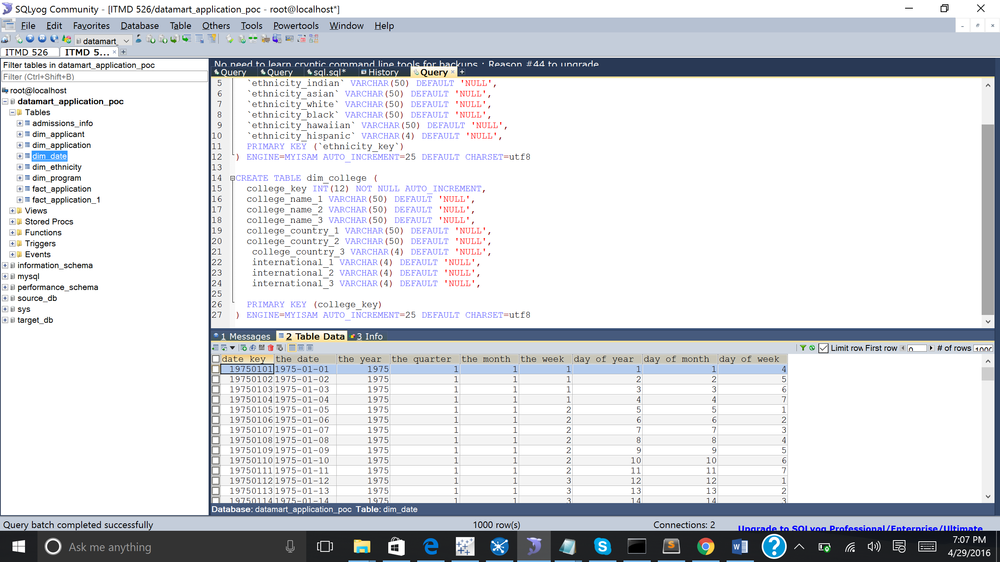 SQLyog Community - [ITMD 526/datamart_application_poc - root@localhost*]
File Edit Favorites Database Table Others Tools Powertools Window Help
datamart_
ITMD 526 ITMD 5...
Filter tables in datamart_application_poc
Filter (Ctrl+Shift+B)
root@localhost
datamart_application_poc
Tables
admissions_info
dim_applicant
dim_application
dim_date
dim_ethnicity
dim_program
fact_application
fact_application_1
Views
Stored Procs
Functions
Triggers
Events
information_schema
mysql
performance_schema
source_db
sys
target_db
No need to learn cryptic command line tools for backups : Reason #44 to upgrade
Query Query sql.sql* History Query
5 `ethnicity_indian` VARCHAR(50) DEFAULT 'NULL',
6 `ethnicity_asian` VARCHAR(50) DEFAULT 'NULL',
7 `ethnicity_white` VARCHAR(50) DEFAULT 'NULL',
8 `ethnicity_black` VARCHAR(50) DEFAULT 'NULL',
9 `ethnicity_hawaiian` VARCHAR(50) DEFAULT 'NULL',
10 `ethnicity_hispanic` VARCHAR(4) DEFAULT 'NULL',
11 PRIMARY KEY (`ethnicity_key`)
12 ) ENGINE=MYISAM AUTO_INCREMENT=25 DEFAULT CHARSET=utf8
13
14 CREATE TABLE dim_college (
15 college_key INT(12) NOT NULL AUTO_INCREMENT,
16 college_name_1 VARCHAR(50) DEFAULT 'NULL',
17 college_name_2 VARCHAR(50) DEFAULT 'NULL',
18 college_name_3 VARCHAR(50) DEFAULT 'NULL',
19 college_country_1 VARCHAR(50) DEFAULT 'NULL',
20 college_country_2 VARCHAR(50) DEFAULT 'NULL',
21 college_country_3 VARCHAR(4) DEFAULT 'NULL',
22 international_1 VARCHAR(4) DEFAULT 'NULL',
23 international_2 VARCHAR(4) DEFAULT 'NULL',
24 international_3 VARCHAR(4) DEFAULT 'NULL',
25
26 PRIMARY KEY (college_key)
27 ) ENGINE=MYISAM AUTO_INCREMENT=25 DEFAULT CHARSET=utf8
1 Messages 2 Table Data 3 Info
Limit row First row 0 # of rows 1000
date key the date the year the quarter the month the week day of year day of month day of week
19750101 1975-01-01 1975 1 1 1 1 1 4
19750102 1975-01-02 1975 1 1 1 2 2 5
19750103 1975-01-03 1975 1 1 1 3 3 6
19750104 1975-01-04 1975 1 1 1 4 4 7
19750105 1975-01-05 1975 1 1 2 5 5 1
19750106 1975-01-06 1975 1 1 2 6 6 2
19750107 1975-01-07 1975 1 1 2 7 7 3
19750108 1975-01-08 1975 1 1 2 8 8 4
19750109 1975-01-09 1975 1 1 2 9 9 5
19750110 1975-01-10 1975 1 1 2 10 10 6
19750111 1975-01-11 1975 1 1 2 11 11 7
19750112 1975-01-12 1975 1 1 3 12 12 1
19750113 1975-01-13 1975 1 1 3 13 13 2
19750114 1975-01-14 1975 1 1 3 14 14 3
Database: datamart_application_poc Table: dim_date
Query batch completed successfully 1000 row(s) Connections: 2 Upgrade to SQLyog Professional/Enterprise/Ultimate
Ask me anything
7:07 PM
4/29/2016